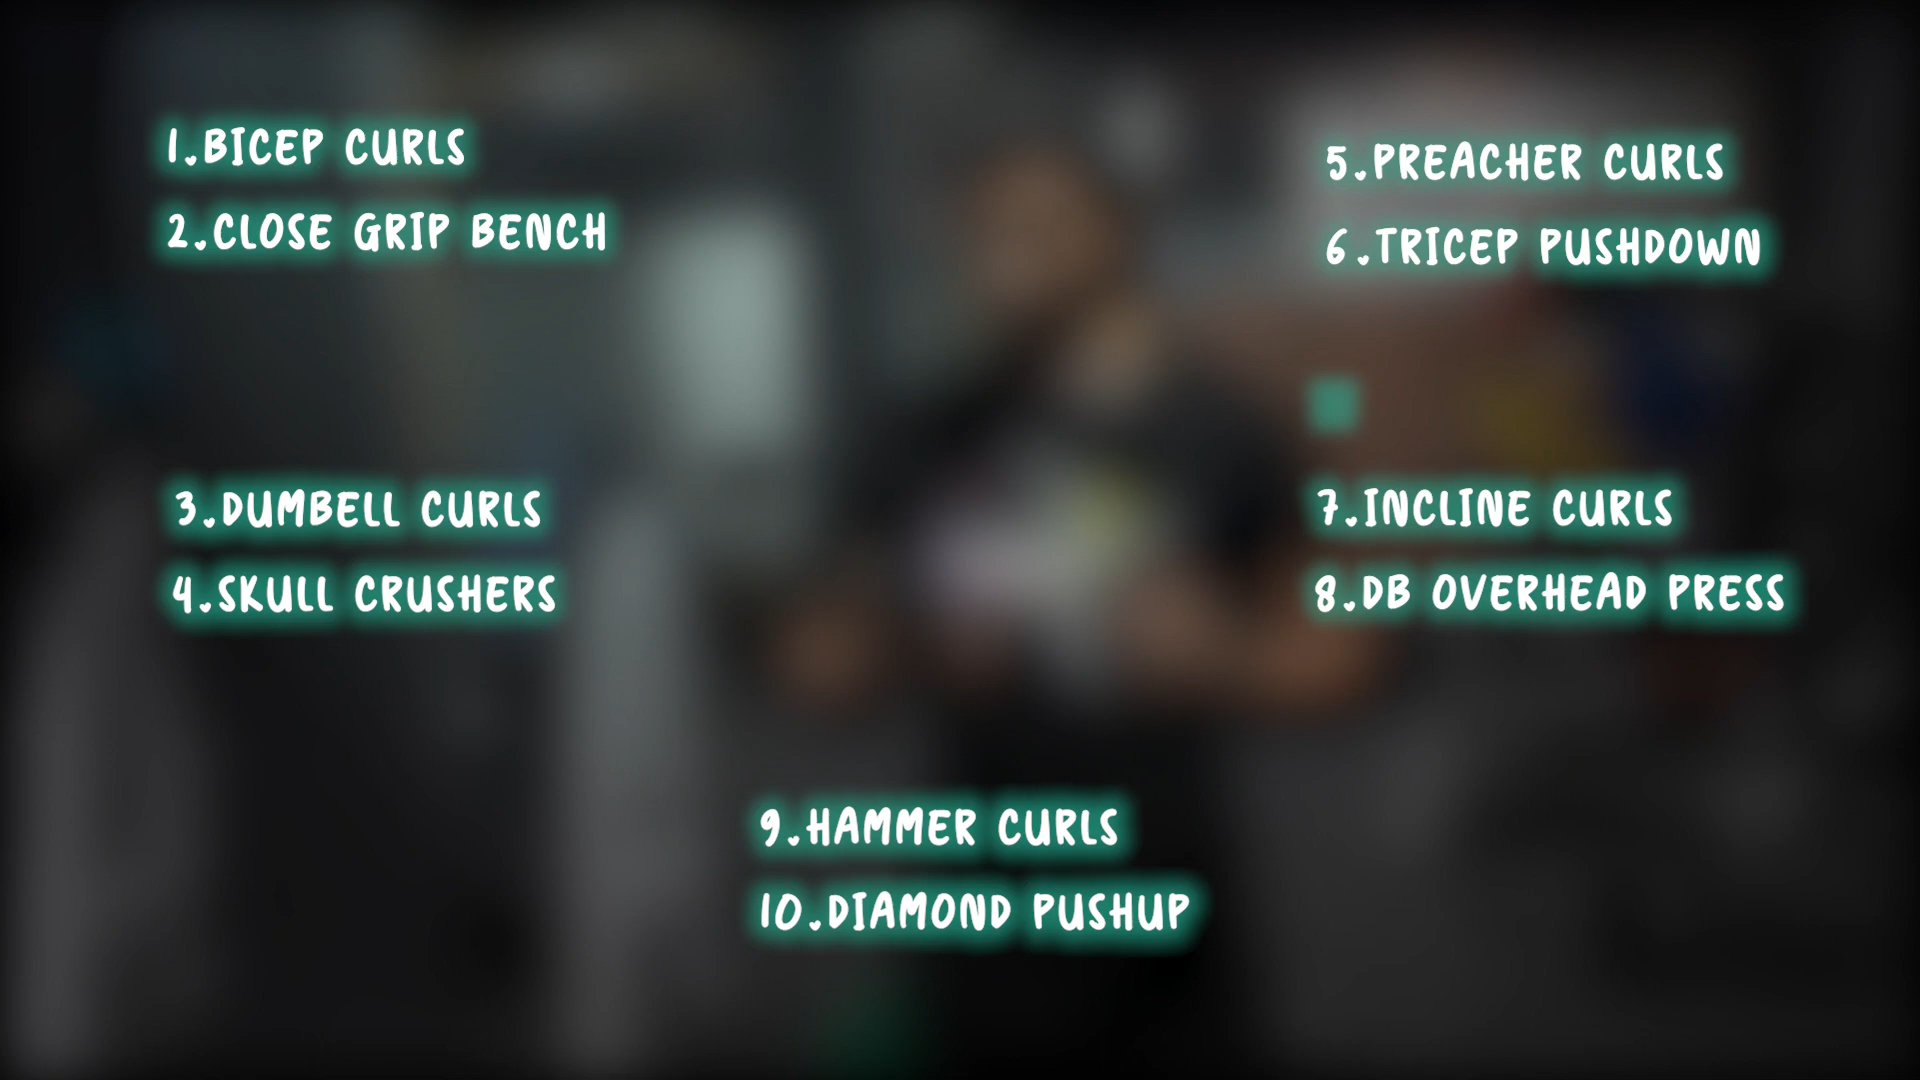 1.BICEP CURLS
2.CLOSE GRIP BENCH
3.DUMBELL CURLS
4.SKULL CRUSHERS
5.PREACHER CURLS
6.TRICEP PUSHDOWN
7.INCLINE CURLS
8.DB OVERHEAD PRESS
9.HAMMER CURLS
10.DIAMOND PUSHUP